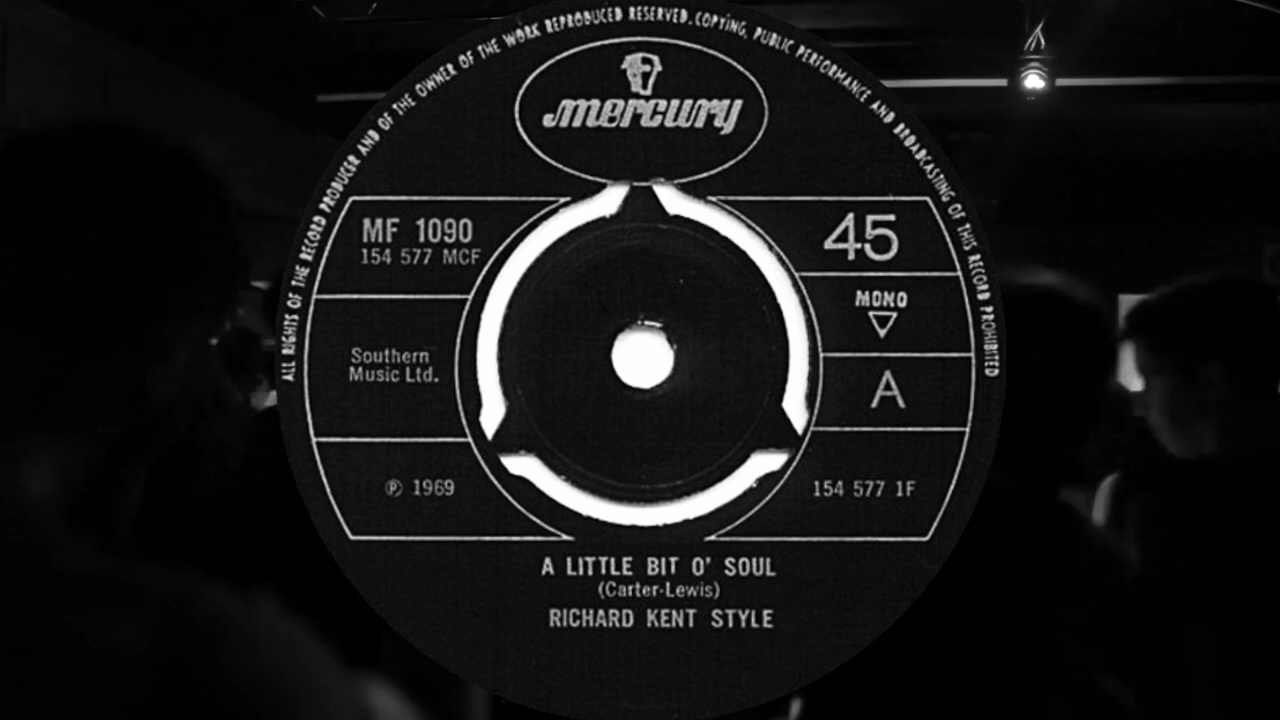 ALL RIGHTS OF THE RECORD PRODUCER AND OF THE OWNER OF THE WORK REPRODUCED RESERVED. COPYING, PUBLIC PERFORMANCE AND BROADCASTING OF THIS RECORD PROHIBITED
mercury
MF 1090
154 577 MCF
45
MONO
Southern
Music Ltd.
A
℗ 1969
154 577 1F
A LITTLE BIT O' SOUL
(Carter-Lewis)
RICHARD KENT STYLE